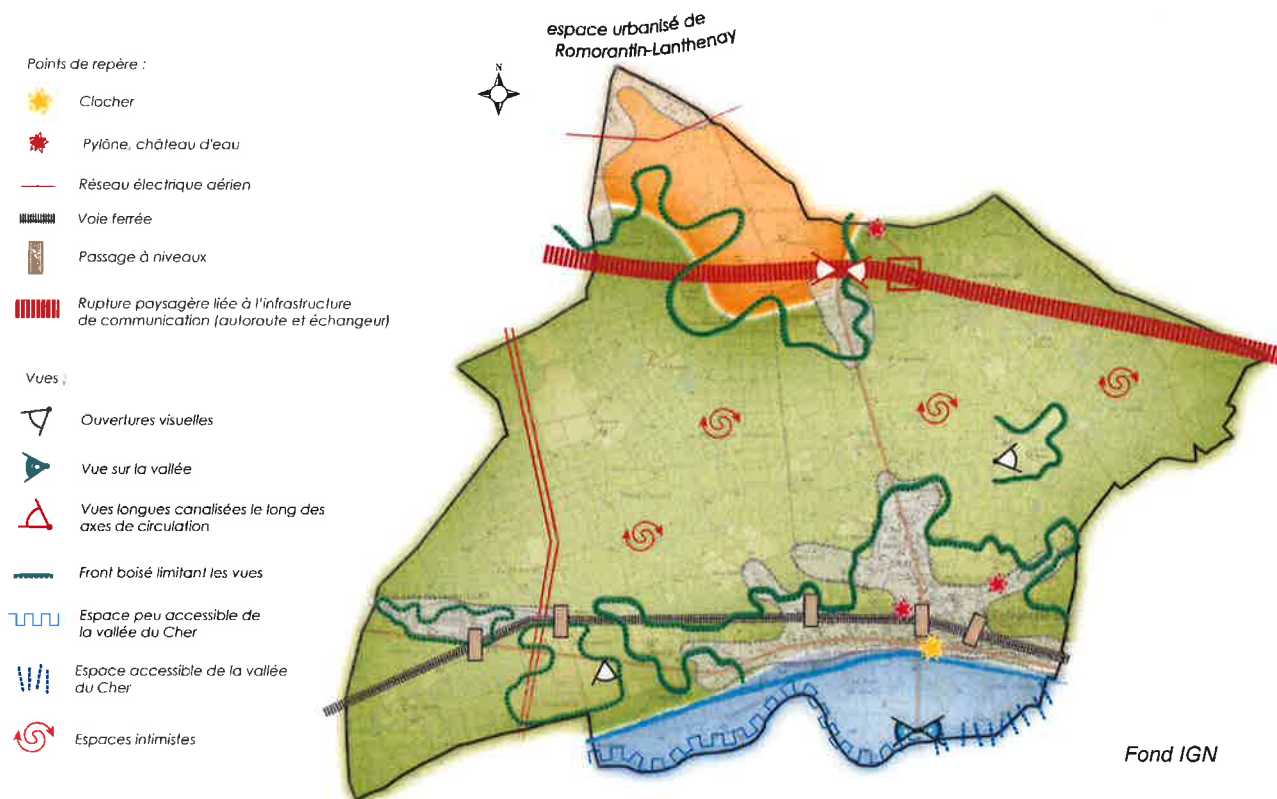 espace urbanisé de
Romorantin-Lanthenay
N
Points de repère :
Clocher
Pylône, château d'eau
Réseau électrique aérien
Voie ferrée
Passage à niveaux
Rupture paysagère liée à l'infrastructure
de communication (autoroute et échangeur)
Vues :
Ouvertures visuelles
Vue sur la vallée
Vues longues canalisées le long des
axes de circulation
Front boisé limitant les vues
Espace peu accessible de
la vallée du Cher
Espace accessible de la vallée
du Cher
Espaces intimistes
Fond IGN